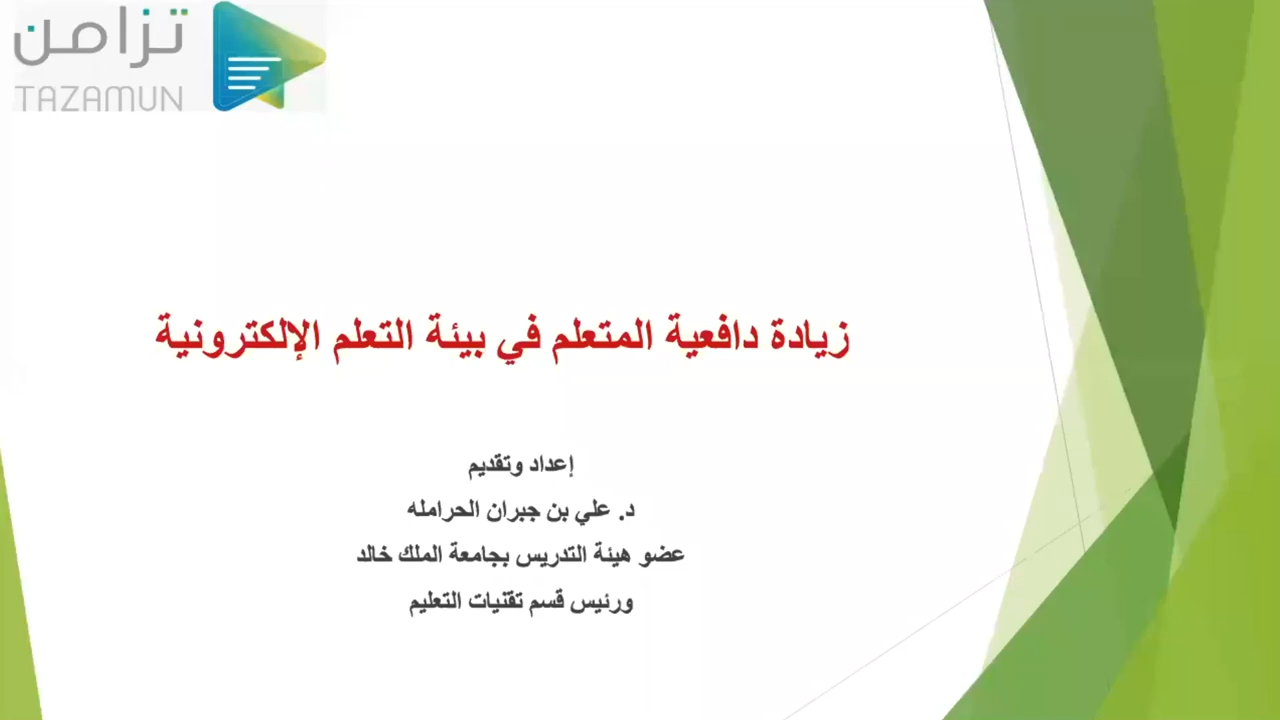 تزامن
TAZAMUN
زيادة دافعية المتعلم في بيئة التعلم الإلكترونية
إعداد وتقديم
د. علي بن جبران الحرامله
عضو هيئة التدريس بجامعة الملك خالد
ورئيس قسم تقنيات التعليم